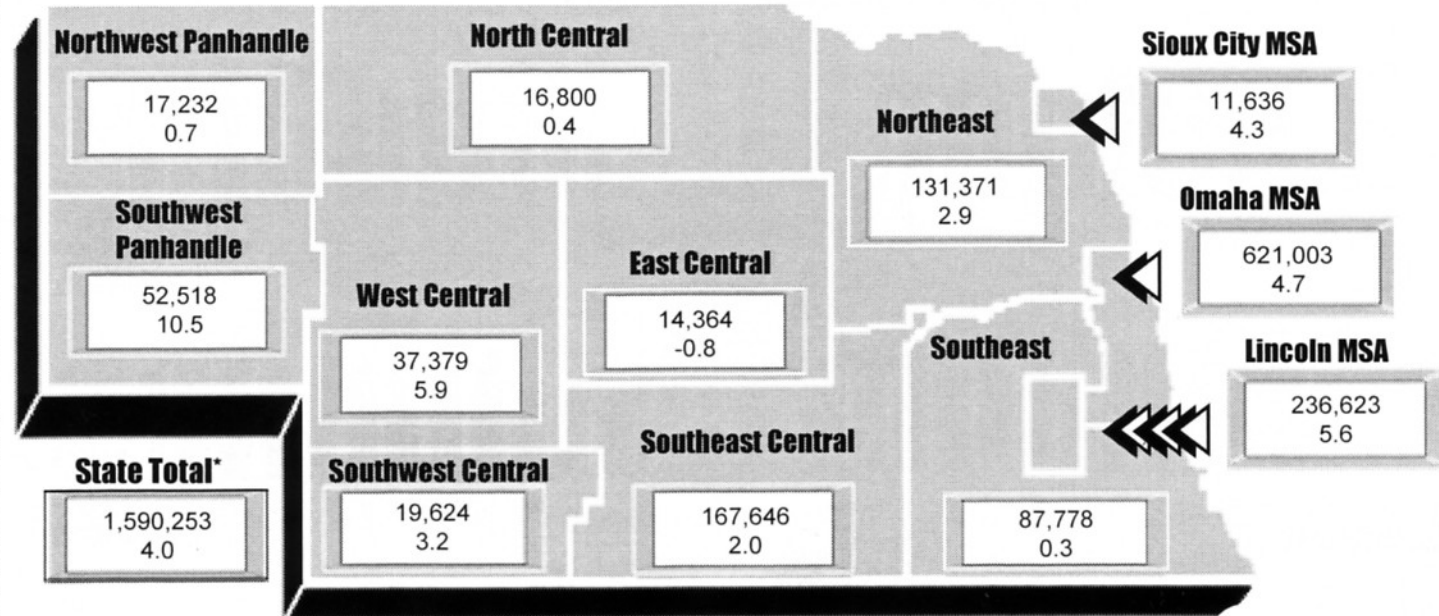 Northwest Panhandle
17,232
0.7
North Central
16,800
0.4
Sioux City MSA
11,636
4.3
Northeast
131,371
2.9
Southwest
Panhandle
52,518
10.5
Omaha MSA
621,003
4.7
West Central
37,379
5.9
East Central
14,364
-0.8
Southeast
87,778
0.3
Lincoln MSA
236,623
5.6
State Total*
1,590,253
4.0
Southwest Central
19,624
3.2
Southeast Central
167,646
2.0